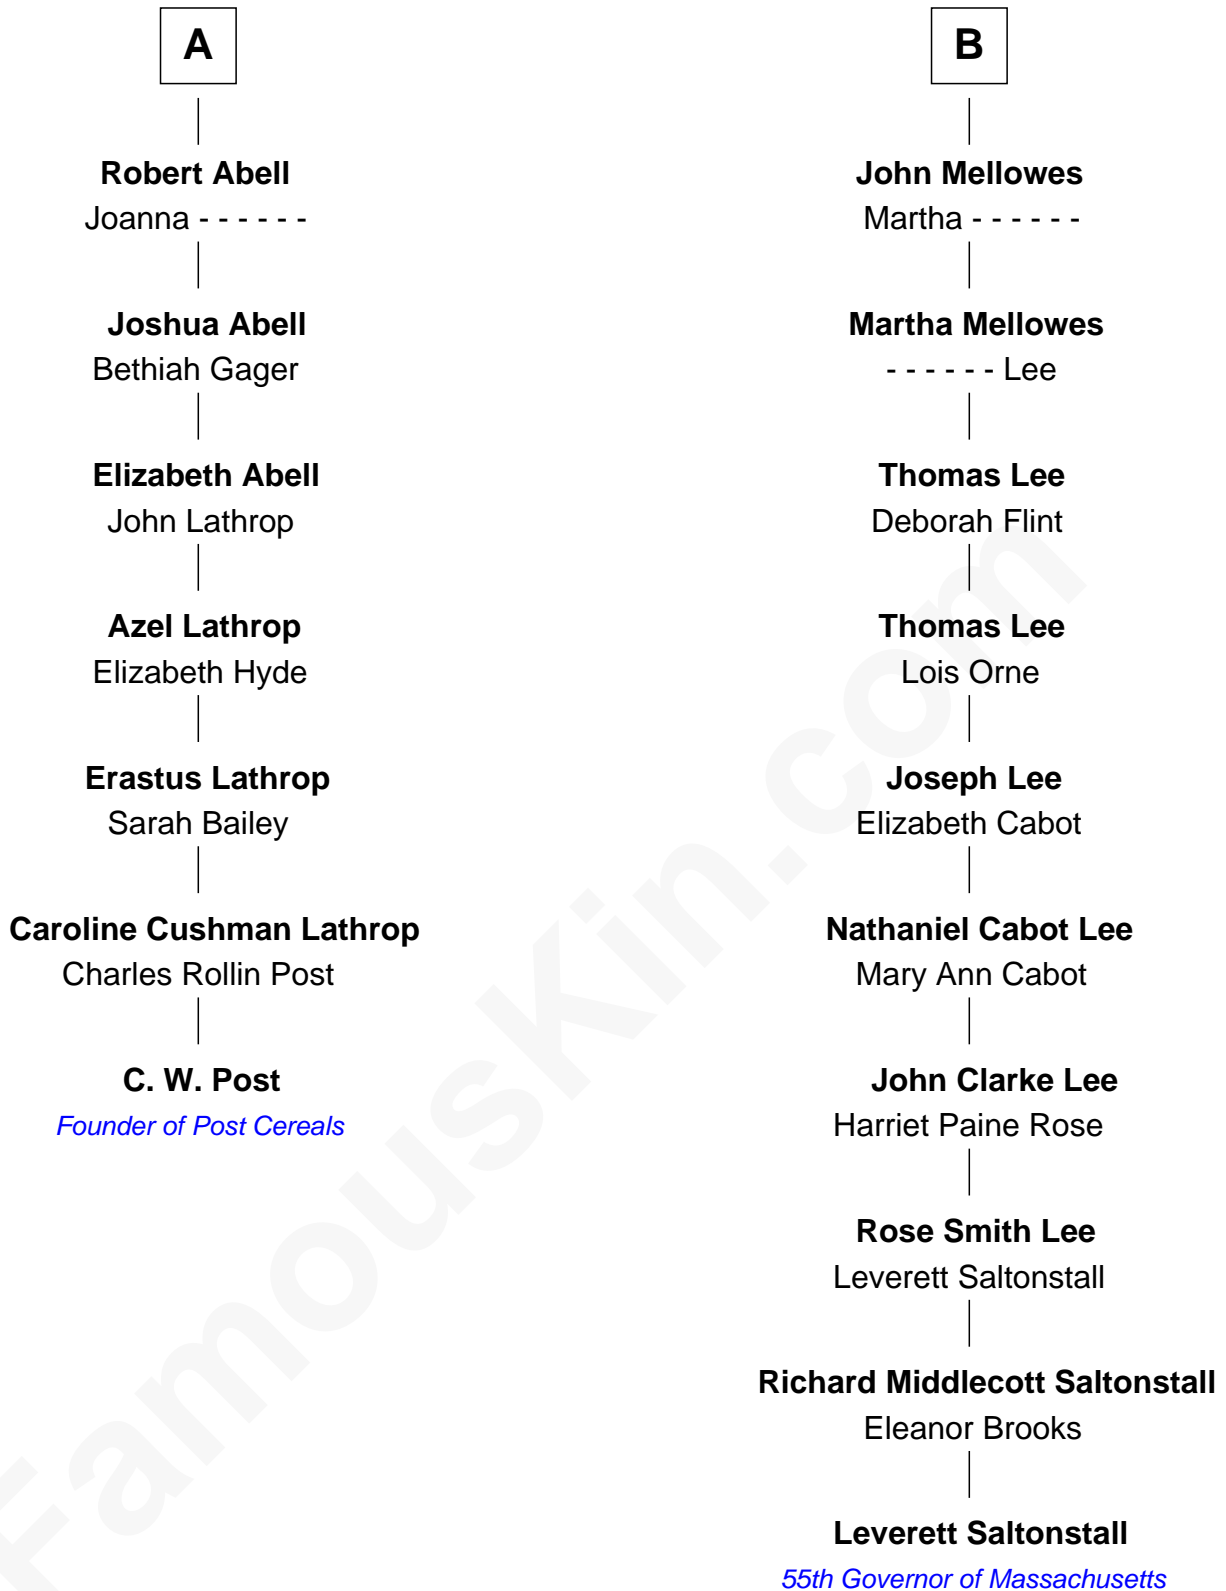 A
Robert Abell
Joanna - - - - - -
Joshua Abell
Bethiah Gager
Elizabeth Abell
John Lathrop
Azel Lathrop
Elizabeth Hyde
Erastus Lathrop
Sarah Bailey
Caroline Cushman Lathrop
Charles Rollin Post
C. W. Post
Founder of Post Cereals
B
John Mellowes
Martha - - - - - -
Martha Mellowes
- - - - - - Lee
Thomas Lee
Deborah Flint
Thomas Lee
Lois Orne
Joseph Lee
Elizabeth Cabot
Nathaniel Cabot Lee
Mary Ann Cabot
John Clarke Lee
Harriet Paine Rose
Rose Smith Lee
Leverett Saltonstall
Richard Middlecott Saltonstall
Eleanor Brooks
Leverett Saltonstall
55th Governor of Massachusetts
FamousKin.com